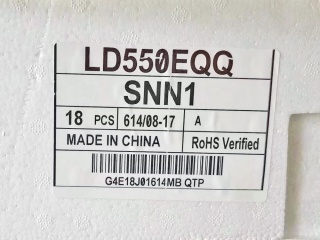 LD550EQQ
SNN1
18 PCS 614/08-17 A
MADE IN CHINA RoHS Verified
G4E18J01614MB QTP